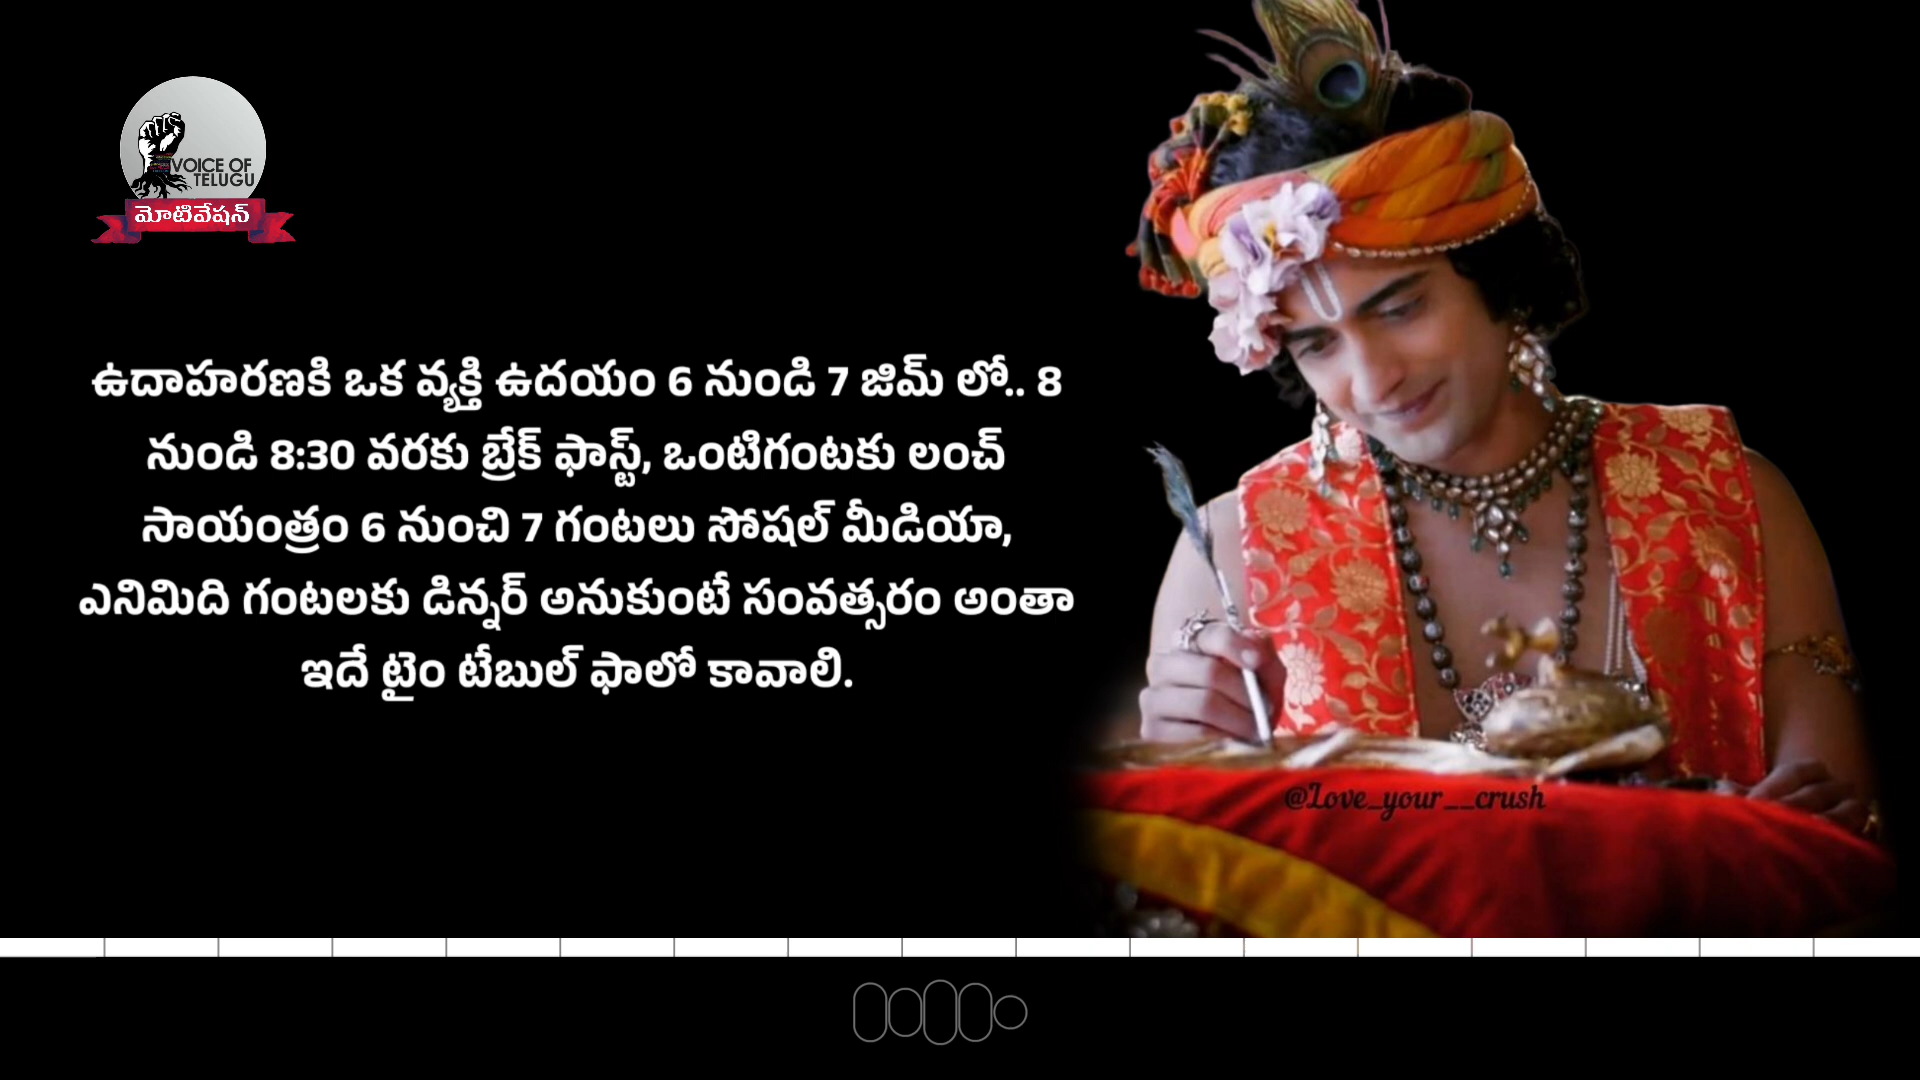 VOICE OF
TELUGU
మోటివేషన్
ఉదాహరణకి ఒక వ్యక్తి ఉదయం 6 నుండి 7 జిమ్ లో.. 8
నుండి 8:30 వరకు బ్రేక్ ఫాస్ట్, ఒంటిగంటకు లంచ్
సాయంత్రం 6 నుంచి 7 గంటలు సోషల్ మీడియా,
ఎనిమిది గంటలకు డిన్నర్ అనుకుంటే సంవత్సరం అంతా
ఇదే టైం టేబుల్ ఫాలో కావాలి.
@Love_your__crush